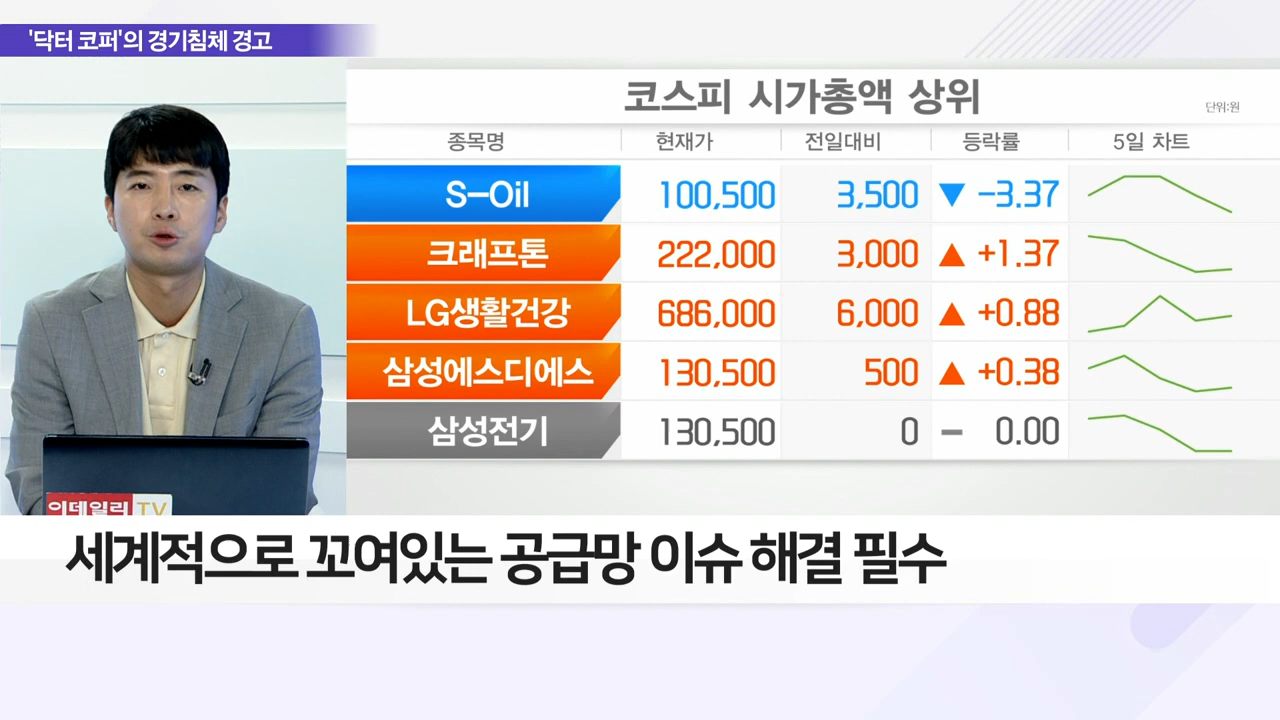 '닥터 코퍼'의 경기침체 경고
코스피 시가총액 상위
단위:원
종목명 현재가 전일대비 등락률 5일 차트
S-Oil 100,500 3,500 ▼ -3.37
크래프톤 222,000 3,000 ▲ +1.37
LG생활건강 686,000 6,000 ▲ +0.88
삼성에스디에스 130,500 500 ▲ +0.38
삼성전기 130,500 0 - 0.00
이데일리 TV
세계적으로 꼬여있는 공급망 이슈 해결 필수